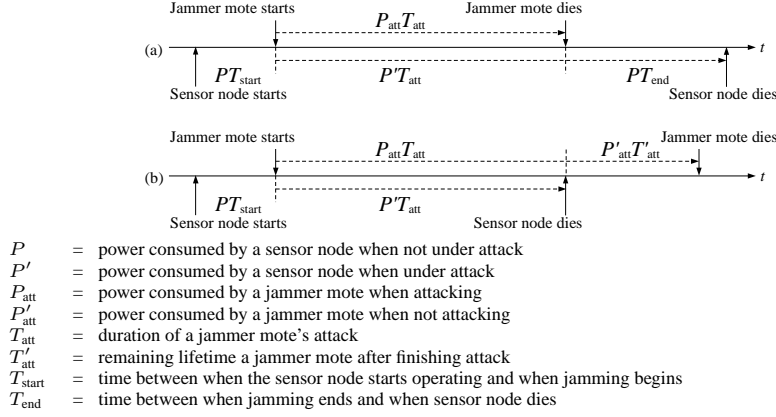 Jammer mote starts Jammer mote dies
P_att T_att
(a) t
PT_start P'T_att PT_end
Sensor node starts Sensor node dies
Jammer mote starts Jammer mote dies
P_att T_att P'_att T'_att
(b) t
PT_start P'T_att
Sensor node starts Sensor node dies
P = power consumed by a sensor node when not under attack
P' = power consumed by a sensor node when under attack
P_att = power consumed by a jammer mote when attacking
P'_att = power consumed by a jammer mote when not attacking
T_att = duration of a jammer mote's attack
T'_att = remaining lifetime a jammer mote after finishing attack
T_start = time between when the sensor node starts operating and when jamming begins
T_end = time between when jamming ends and when sensor node dies